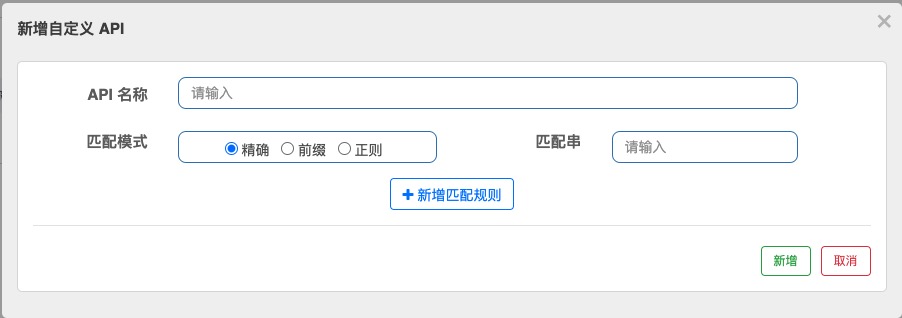 新增自定义 API
×
API 名称 请输入
匹配模式 精确 前缀 正则 匹配串 请输入
+ 新增匹配规则
新增 取消